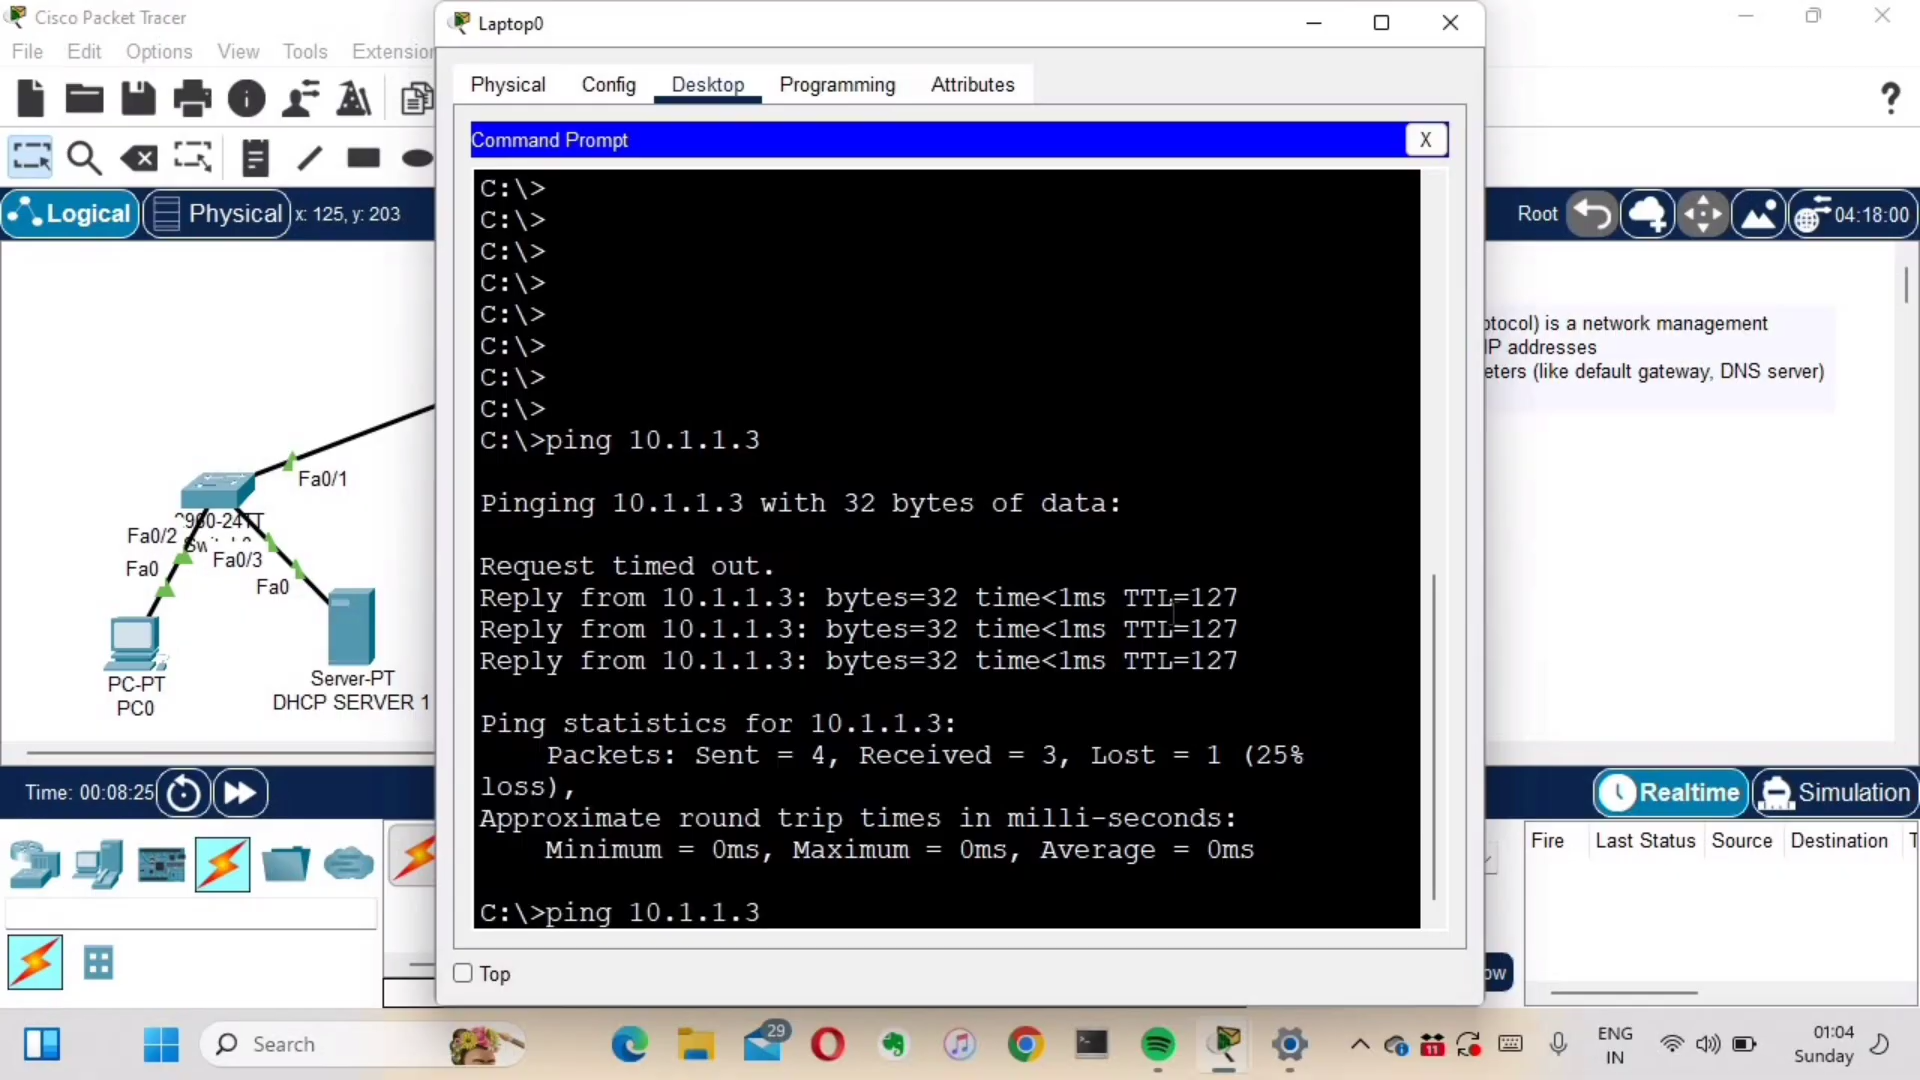 Cisco Packet Tracer
File Edit Options View Tools Extension
Logical
Physical
x: 125, y: 203
Root
04:18:00
Laptop0
Physical Config Desktop Programming Attributes
Command Prompt
X
C:\>
C:\>
C:\>
C:\>
C:\>
C:\>
C:\>
C:\>
C:\>ping 10.1.1.3
Pinging 10.1.1.3 with 32 bytes of data:
Request timed out.
Reply from 10.1.1.3: bytes=32 time<1ms TTL=127
Reply from 10.1.1.3: bytes=32 time<1ms TTL=127
Reply from 10.1.1.3: bytes=32 time<1ms TTL=127
Ping statistics for 10.1.1.3:
Packets: Sent = 4, Received = 3, Lost = 1 (25%
loss),
Approximate round trip times in milli-seconds:
Minimum = 0ms, Maximum = 0ms, Average = 0ms
C:\>ping 10.1.1.3
Top
Fa0/1
Fa0/2
960-24TT
Fa0/3
Fa0
Fa0
PC-PT
PC0
Server-PT
DHCP SERVER 1
otocol) is a network management
IP addresses
eters (like default gateway, DNS server)
Time: 00:08:25
Realtime
Simulation
Fire Last Status Source Destination T
ow
Search
29
11
ENG
IN
01:04
Sunday